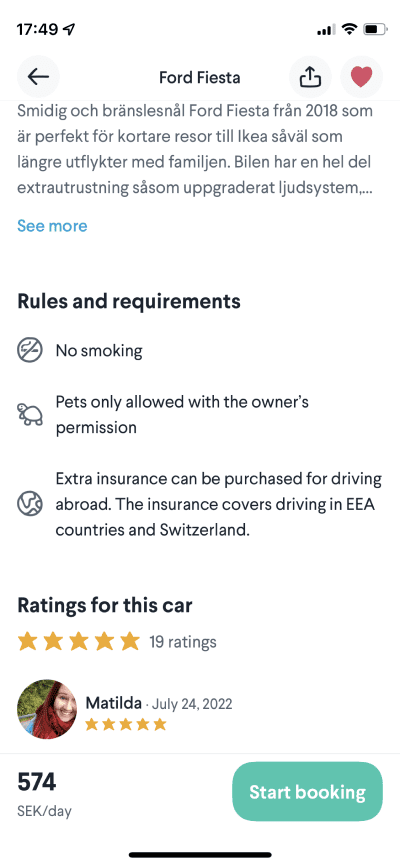 17:49
Ford Fiesta
Smidig och bränslesnål Ford Fiesta från 2018 som
är perfekt för kortare resor till Ikea såväl som
längre utflykter med familjen. Bilen har en hel del
extrautrustning såsom uppgraderat ljudsystem,...
See more
Rules and requirements
No smoking
Pets only allowed with the owner's
permission
Extra insurance can be purchased for driving
abroad. The insurance covers driving in EEA
countries and Switzerland.
Ratings for this car
19 ratings
Matilda · July 24, 2022
574
SEK/day
Start booking